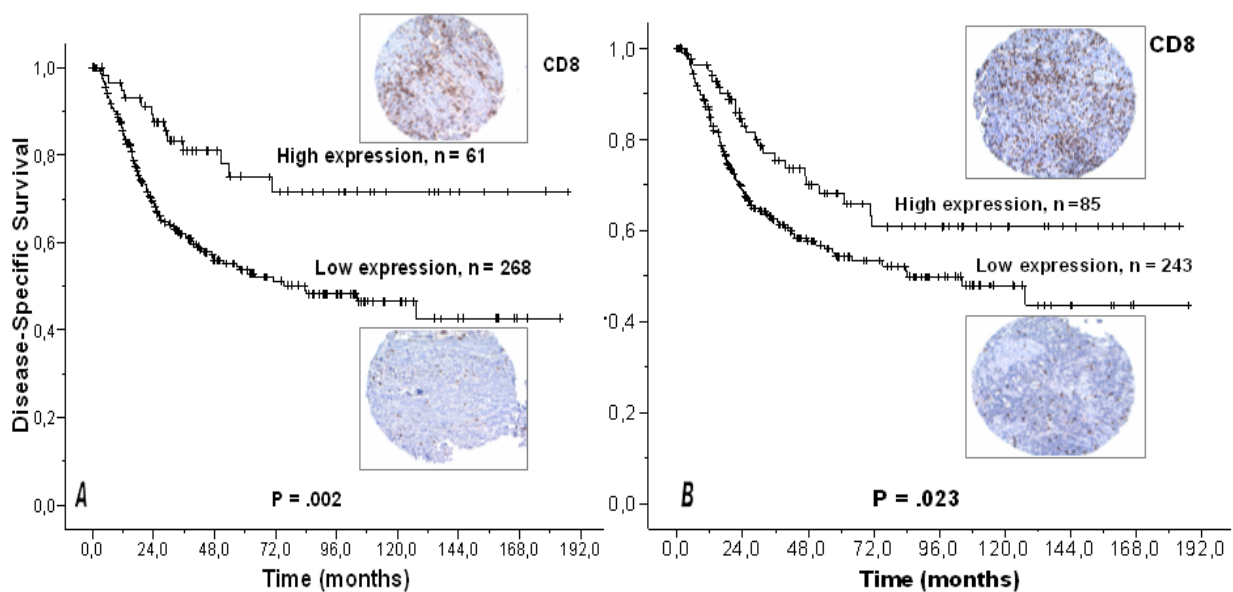 CD8
1,0
High expression, n = 61
0,8
0,6
Low expression, n = 268
0,4
0,2
0,0
Disease-Specific Survival
A
P = .002
0,0 24,0 48,0 72,0 96,0 120,0 144,0 168,0 192,0
Time (months)
CD8
1,0
0,8
High expression, n =85
0,6
Low expression, n = 243
0,4
0,2
0,0
B
P = .023
0,0 24,0 48,0 72,0 96,0 120,0 144,0 168,0 192,0
Time (months)